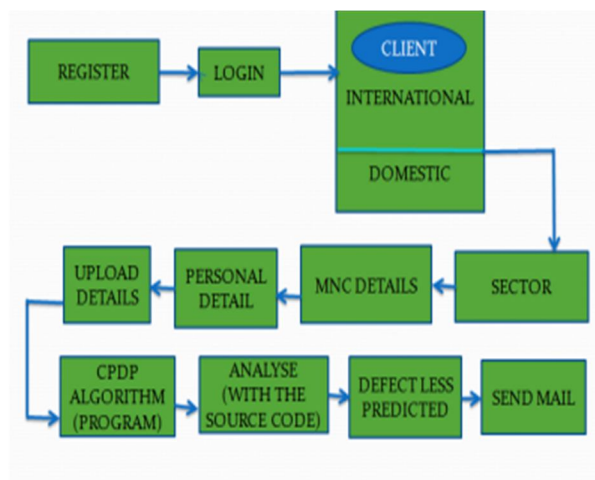 REGISTER
LOGIN
CLIENT
INTERNATIONAL
DOMESTIC
SECTOR
MNC DETAILS
PERSONAL
DETAIL
UPLOAD
DETAILS
CPDP
ALGORITHM
(PROGRAM)
ANALYSE
(WITH THE
SOURCE CODE)
DEFECT LESS
PREDICTED
SEND MAIL